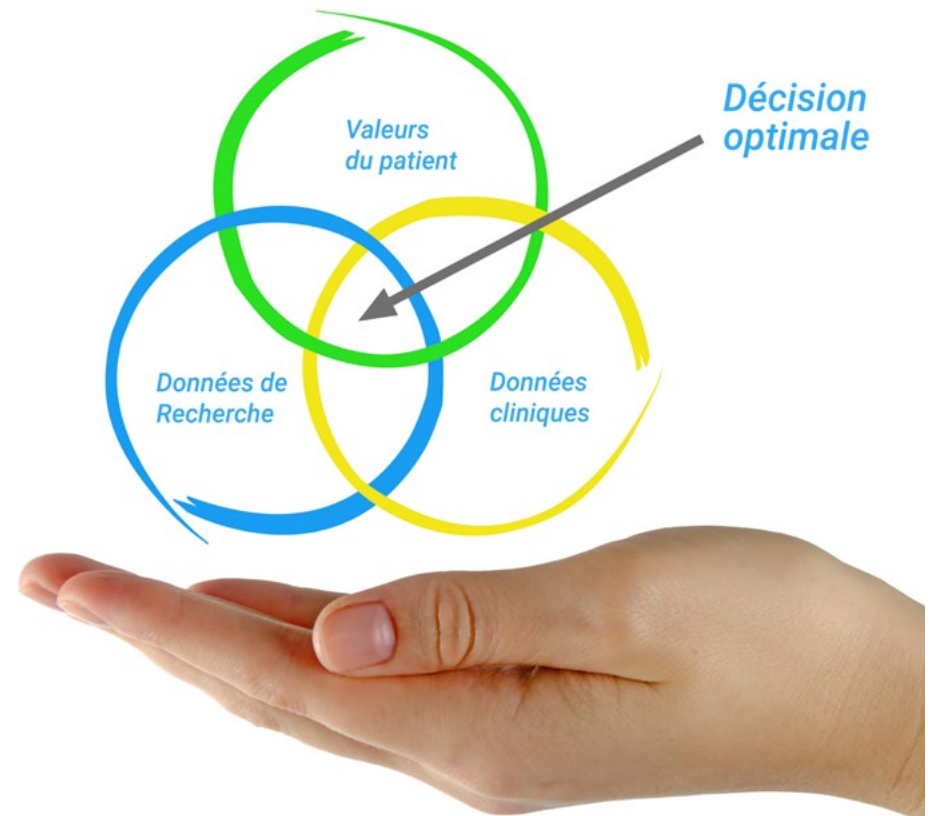 Décision
optimale
Valeurs
du patient
Données de
Recherche
Données
cliniques